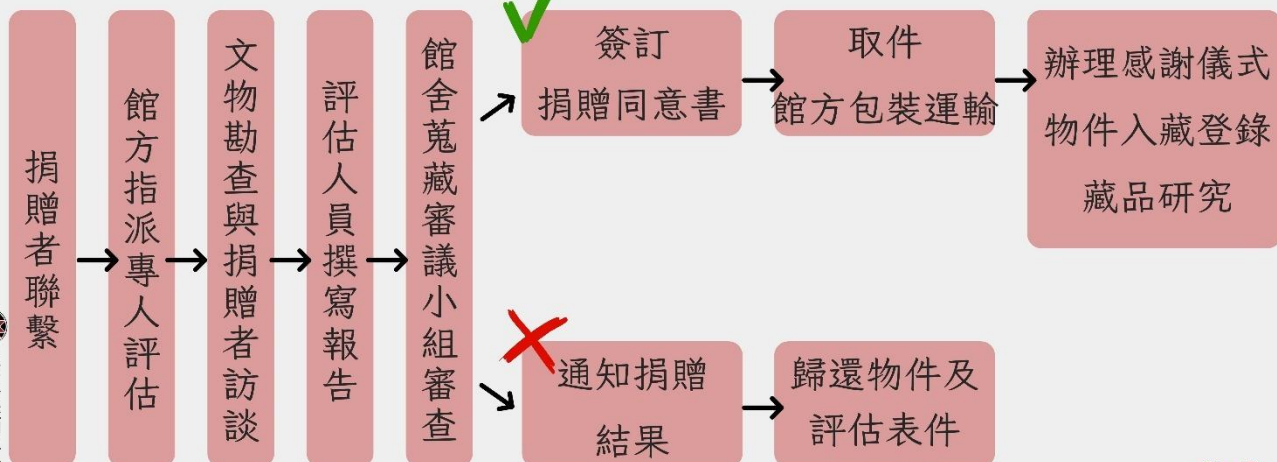 捐贈者聯繫
館方指派專人評估
文物勘查與捐贈者訪談
評估人員撰寫報告
館舍蒐藏審議小組審查
簽訂
捐贈同意書
取件
館方包裝運輸
辦理感謝儀式
物件入藏登錄
藏品研究
通知捐贈
結果
歸還物件及
評估表件